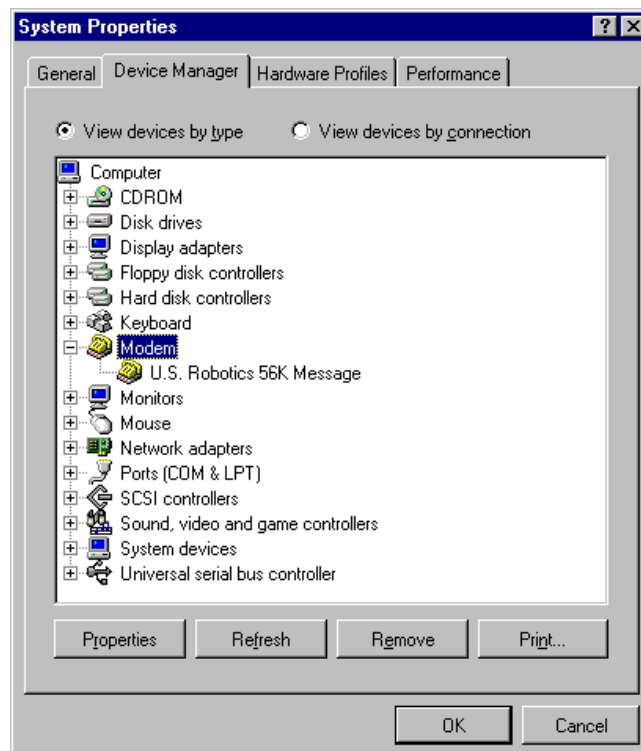 System Properties
General Device Manager Hardware Profiles Performance
View devices by type View devices by connection
Computer
CDROM
Disk drives
Display adapters
Floppy disk controllers
Hard disk controllers
Keyboard
Modem
U.S. Robotics 56K Message
Monitors
Mouse
Network adapters
Ports (COM & LPT)
SCSI controllers
Sound, video and game controllers
System devices
Universal serial bus controller
Properties Refresh Remove Print...
OK Cancel